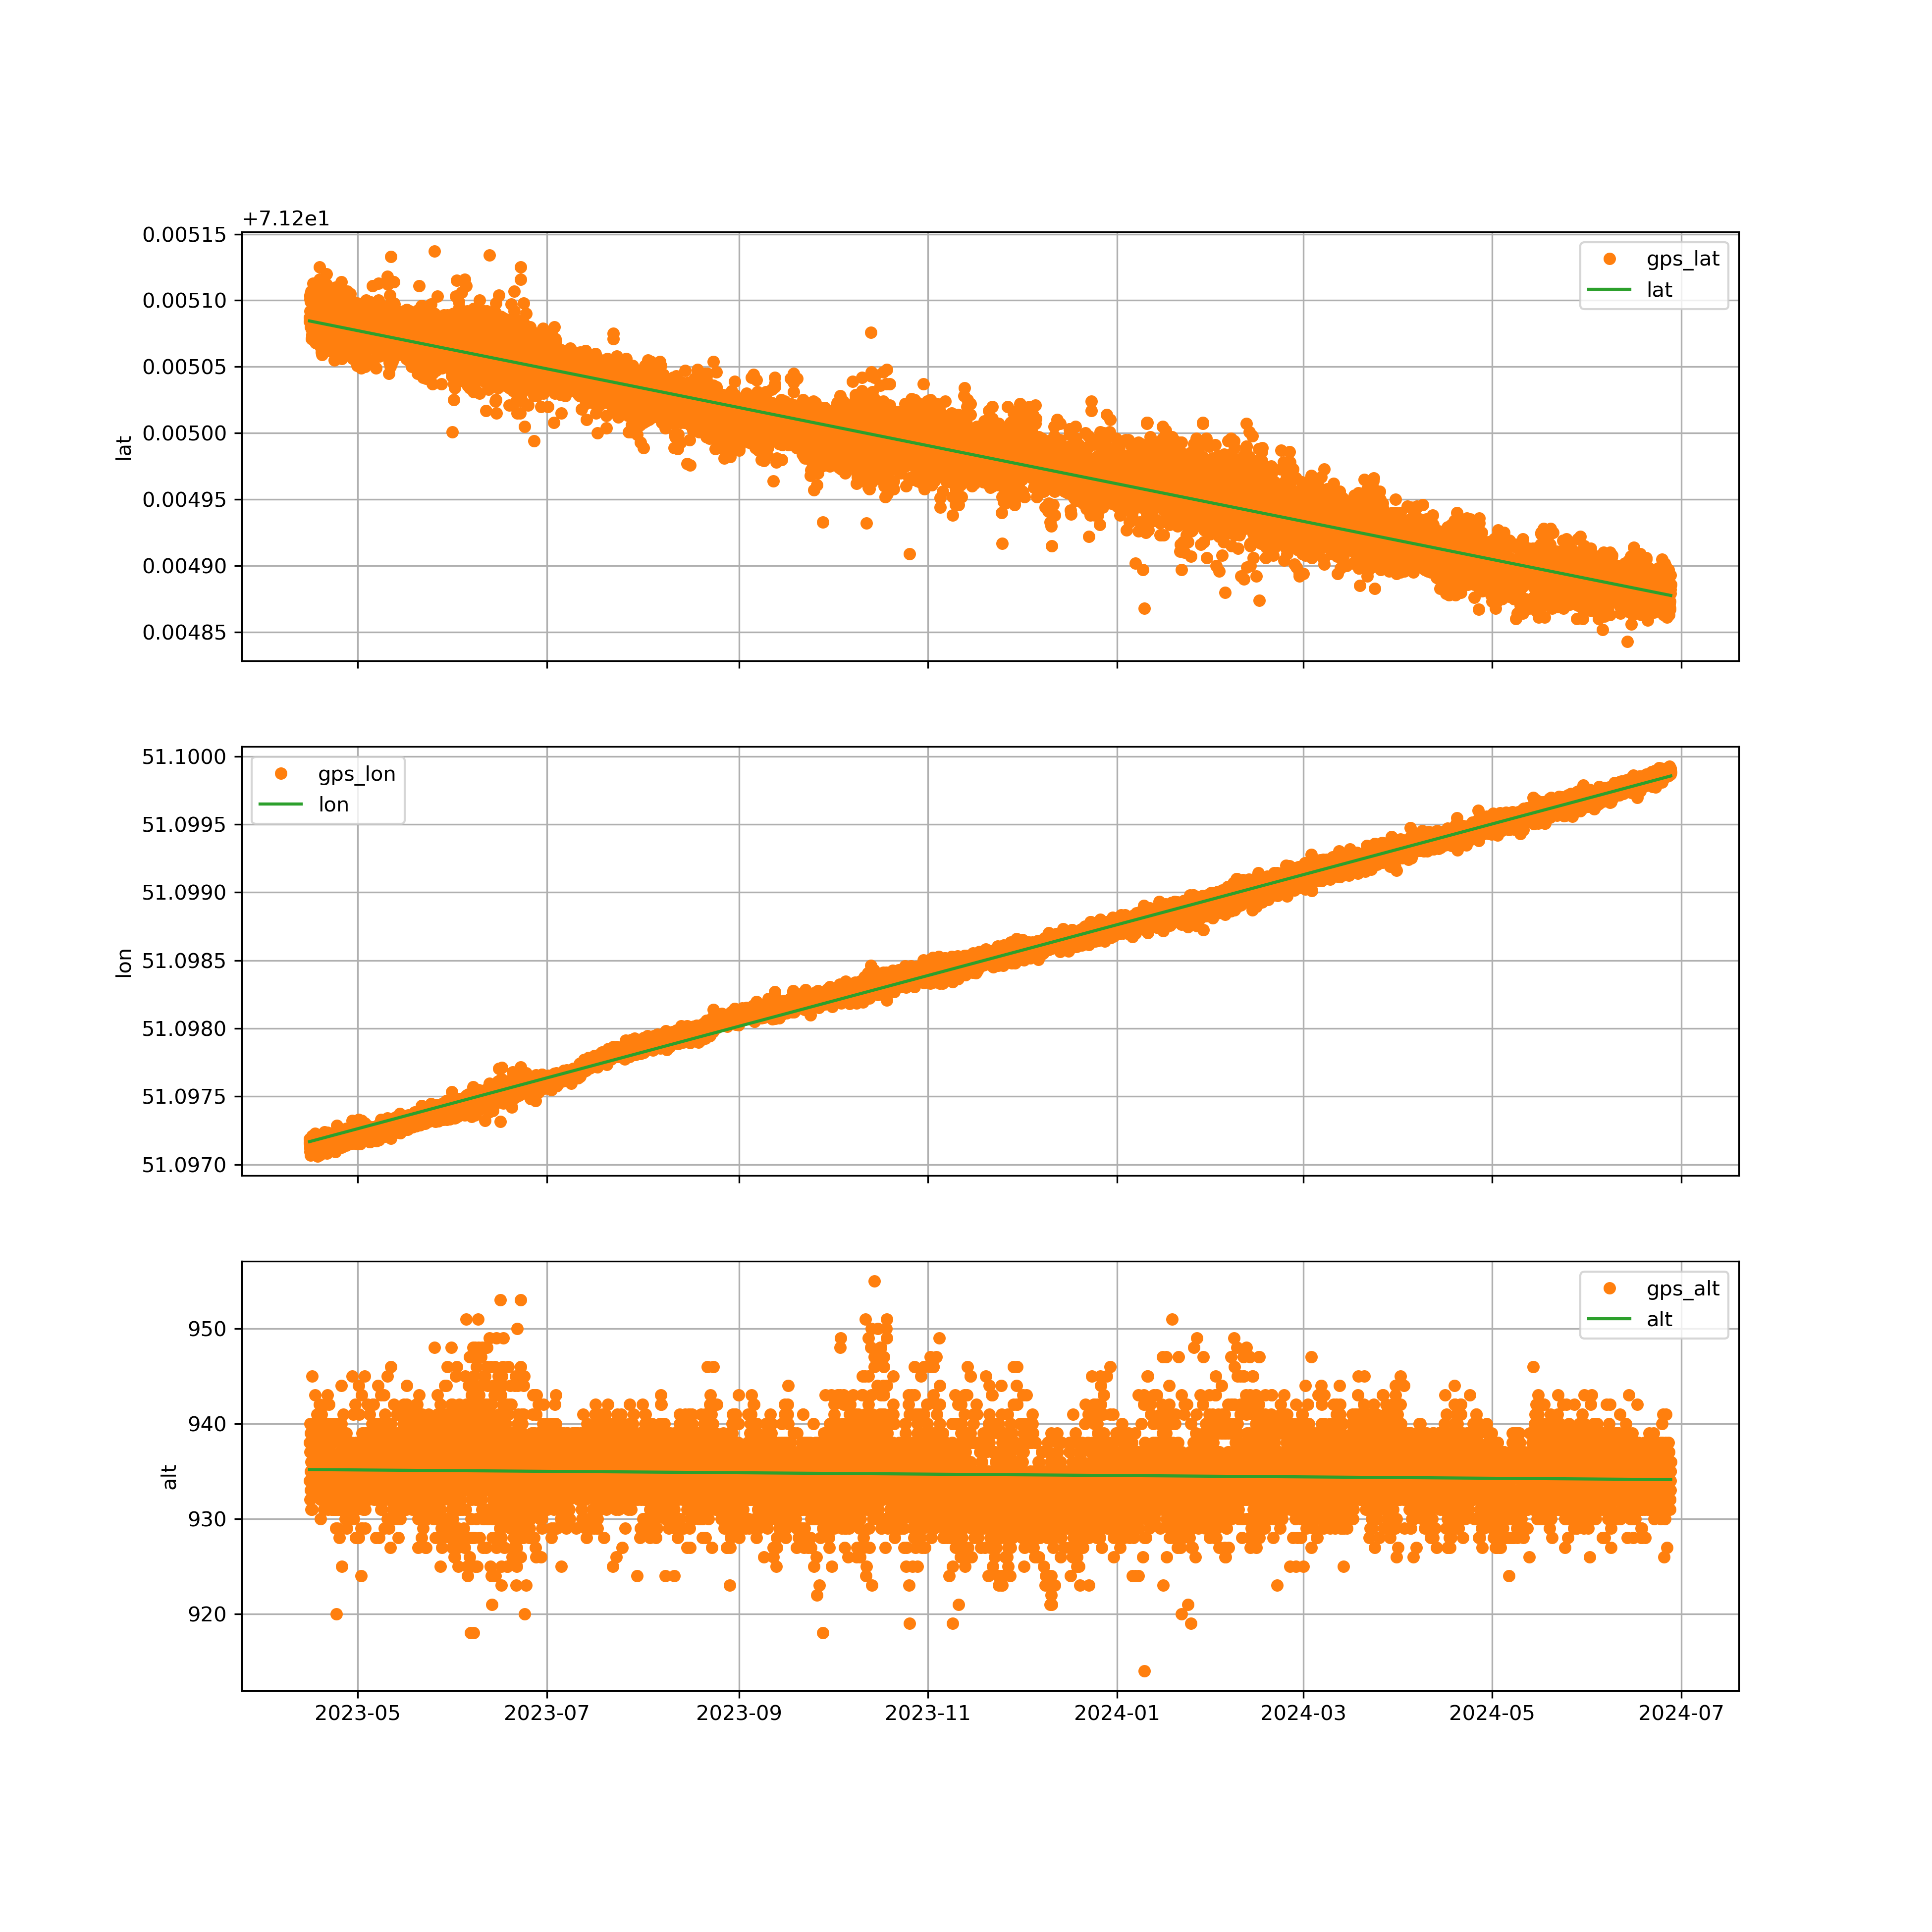 +7.12e1
0.00515
0.00510
0.00505
0.00500
0.00495
0.00490
0.00485
lat
gps_lat
lat
51.1000
51.0995
51.0990
51.0985
51.0980
51.0975
51.0970
lon
gps_lon
lon
950
940
930
920
alt
gps_alt
alt
2023-05 2023-07 2023-09 2023-11 2024-01 2024-03 2024-05 2024-07